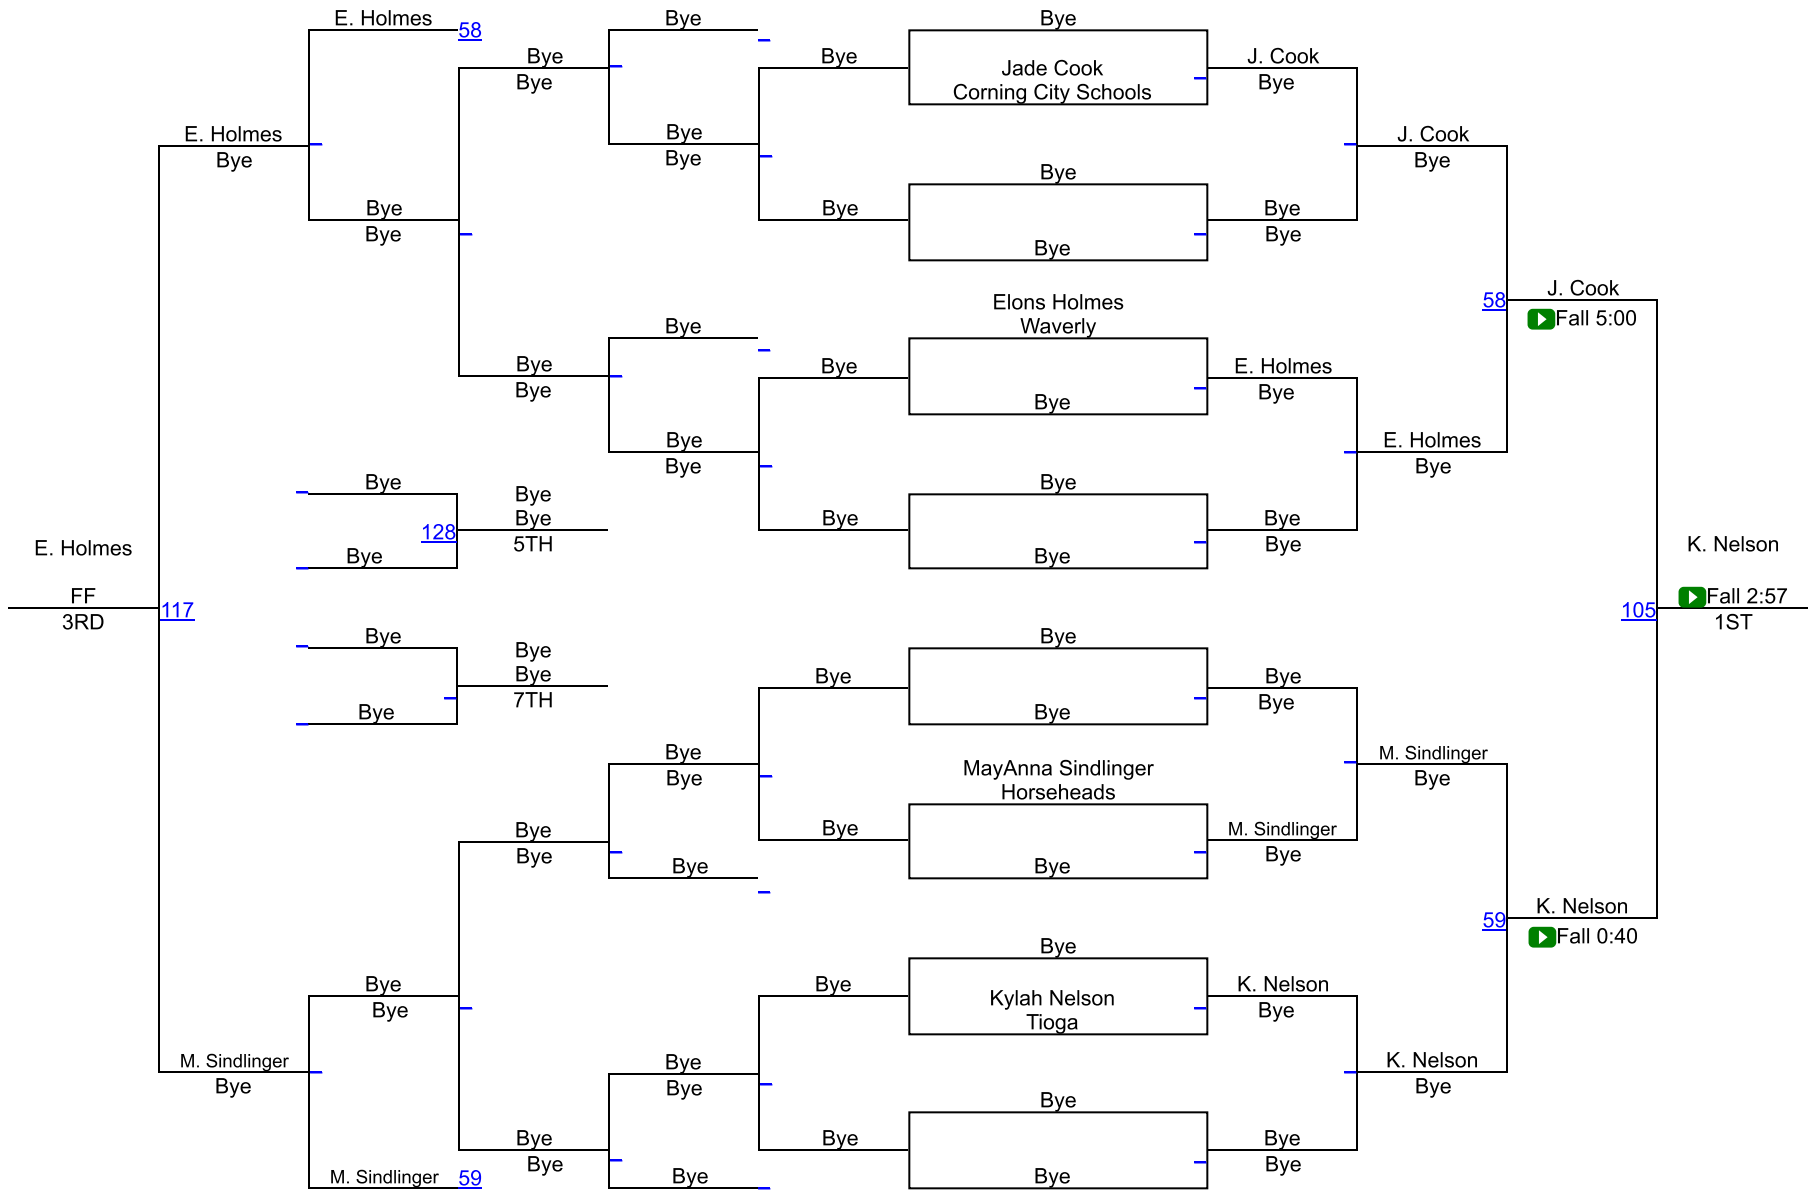 E. Holmes
58
Bye
Bye
Bye
Bye
Bye
Jade Cook
Corning City Schools
J. Cook
Bye
E. Holmes
Bye
Bye
Bye
J. Cook
Bye
Bye
Bye
Bye
Bye
Bye
Bye
Bye
Elons Holmes
Waverly
58
J. Cook
Fall 5:00
Bye
Bye
Bye
Bye
Bye
E. Holmes
Bye
Bye
Bye
E. Holmes
Bye
Bye
Bye
Bye
128
Bye
5TH
Bye
Bye
Bye
Bye
Bye
Bye
E. Holmes
FF
3RD
117
K. Nelson
105
Fall 2:57
1ST
Bye
Bye
Bye
Bye
7TH
Bye
Bye
Bye
Bye
Bye
Bye
Bye
MayAnna Sindlinger
Horseheads
M. Sindlinger
Bye
Bye
Bye
Bye
M. Sindlinger
Bye
Bye
Bye
59
K. Nelson
Fall 0:40
Bye
Bye
Bye
Bye
Kylah Nelson
Tioga
K. Nelson
Bye
M. Sindlinger
Bye
Bye
Bye
K. Nelson
Bye
Bye
Bye
Bye
Bye
Bye
Bye
Bye
M. Sindlinger
59
Bye
Bye